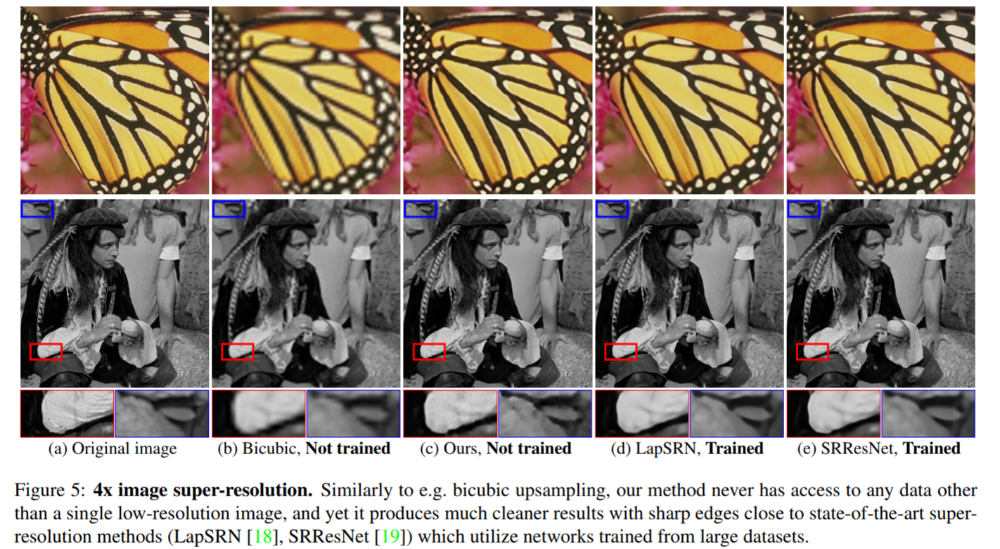 (a) Original image
(b) Bicubic, Not trained
(c) Ours, Not trained
(d) LapSRN, Trained
(e) SRResNet, Trained
Figure 5: 4x image super-resolution. Similarly to e.g. bicubic upsampling, our method never has access to any data other
than a single low-resolution image, and yet it produces much cleaner results with sharp edges close to state-of-the-art super-
resolution methods (LapSRN [18], SRResNet [19]) which utilize networks trained from large datasets.